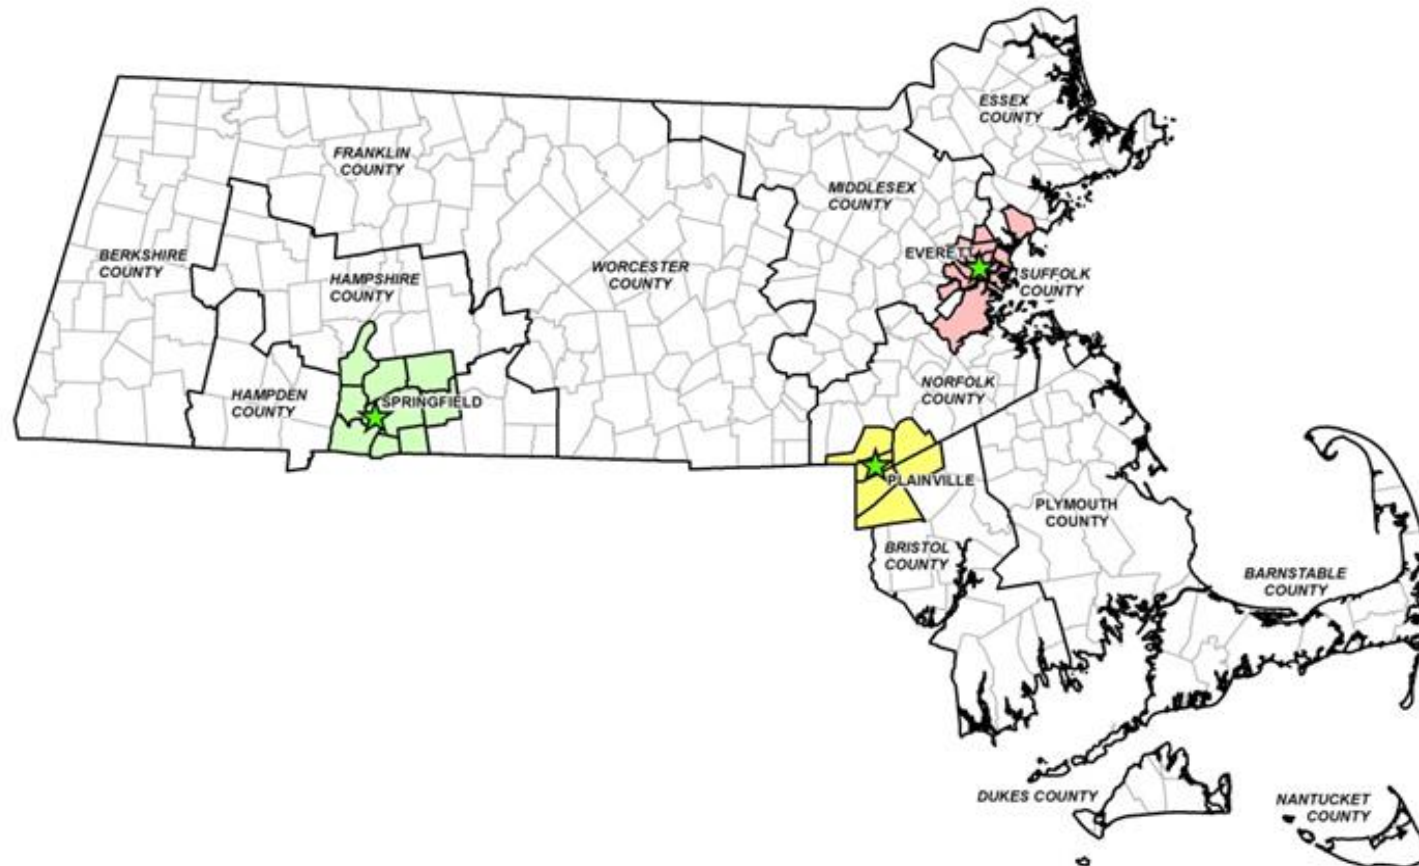 ESSEX
COUNTY
FRANKLIN
COUNTY
MIDDLESEX
COUNTY
BERKSHIRE
COUNTY
HAMPSHIRE
COUNTY
WORCESTER
COUNTY
EVERETT
SUFFOLK
COUNTY
HAMPDEN
COUNTY
SPRINGFIELD
NORFOLK
COUNTY
PLAINVILLE
PLYMOUTH
COUNTY
BRISTOL
COUNTY
BARNSTABLE
COUNTY
DUKES COUNTY
NANTUCKET
COUNTY